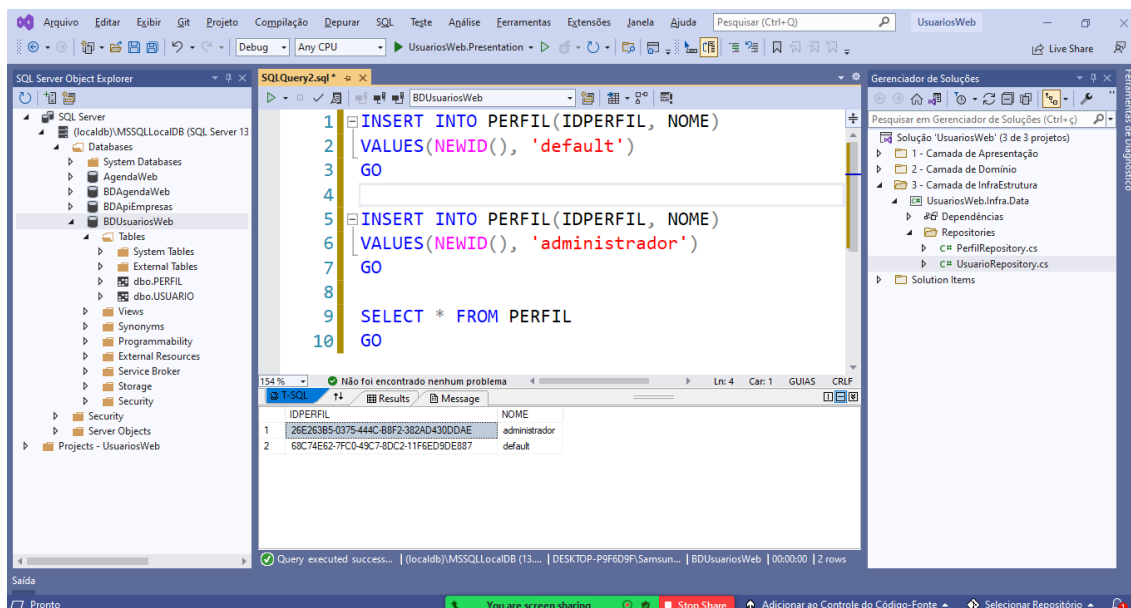 Arquivo Editar Exibir Git Projeto Compilação Depurar SQL Teste Análise Ferramentas Extensões Janela Ajuda Pesquisar (Ctrl+Q) UsuariosWeb
Debug Any CPU UsuariosWeb.Presentation Live Share
SQL Server Object Explorer
SQL Server
(localdb)\MSSQLLocalDB (SQL Server 13
Databases
System Databases
AgendaWeb
BDAgendaWeb
BDApiEmpresas
BDUsuariosWeb
Tables
System Tables
External Tables
dbo.PERFIL
dbo.USUARIO
Views
Synonyms
Programmability
External Resources
Service Broker
Storage
Security
Security
Server Objects
Projects - UsuariosWeb
SQLQuery2.sql*
BDUsuariosWeb
1 INSERT INTO PERFIL(IDPERFIL, NOME)
2 VALUES(NEWID(), 'default')
3 GO
4
5 INSERT INTO PERFIL(IDPERFIL, NOME)
6 VALUES(NEWID(), 'administrador')
7 GO
8
9 SELECT * FROM PERFIL
10 GO
154 % Não foi encontrado nenhum problema Ln: 4 Car: 1 GUIAS CRLF
T-SQL Results Message
IDPERFIL NOME
1 26E263B5-0375-444C-B8F2-382AD430DDAE administrador
2 68C74E62-7FC0-49C7-8DC2-11F6ED9DE887 default
Query executed success... | (localdb)\MSSQLLocalDB (13.... | DESKTOP-P9F6D9F\Samsun... | BDUsuariosWeb | 00:00:00 | 2 rows
Gerenciador de Soluções
Pesquisar em Gerenciador de Soluções (Ctrl+ç)
Solução 'UsuariosWeb' (3 de 3 projetos)
1 - Camada de Apresentação
2 - Camada de Domínio
3 - Camada de InfraEstrutura
C# UsuariosWeb.Infra.Data
Dependências
Repositories
C# PerfilRepository.cs
C# UsuarioRepository.cs
Solution Items
Ferramentas de Diagnóstico
Saída
Pronto You are screen sharing Stop Share Adicionar ao Controle do Código-Fonte Selecionar Repositório